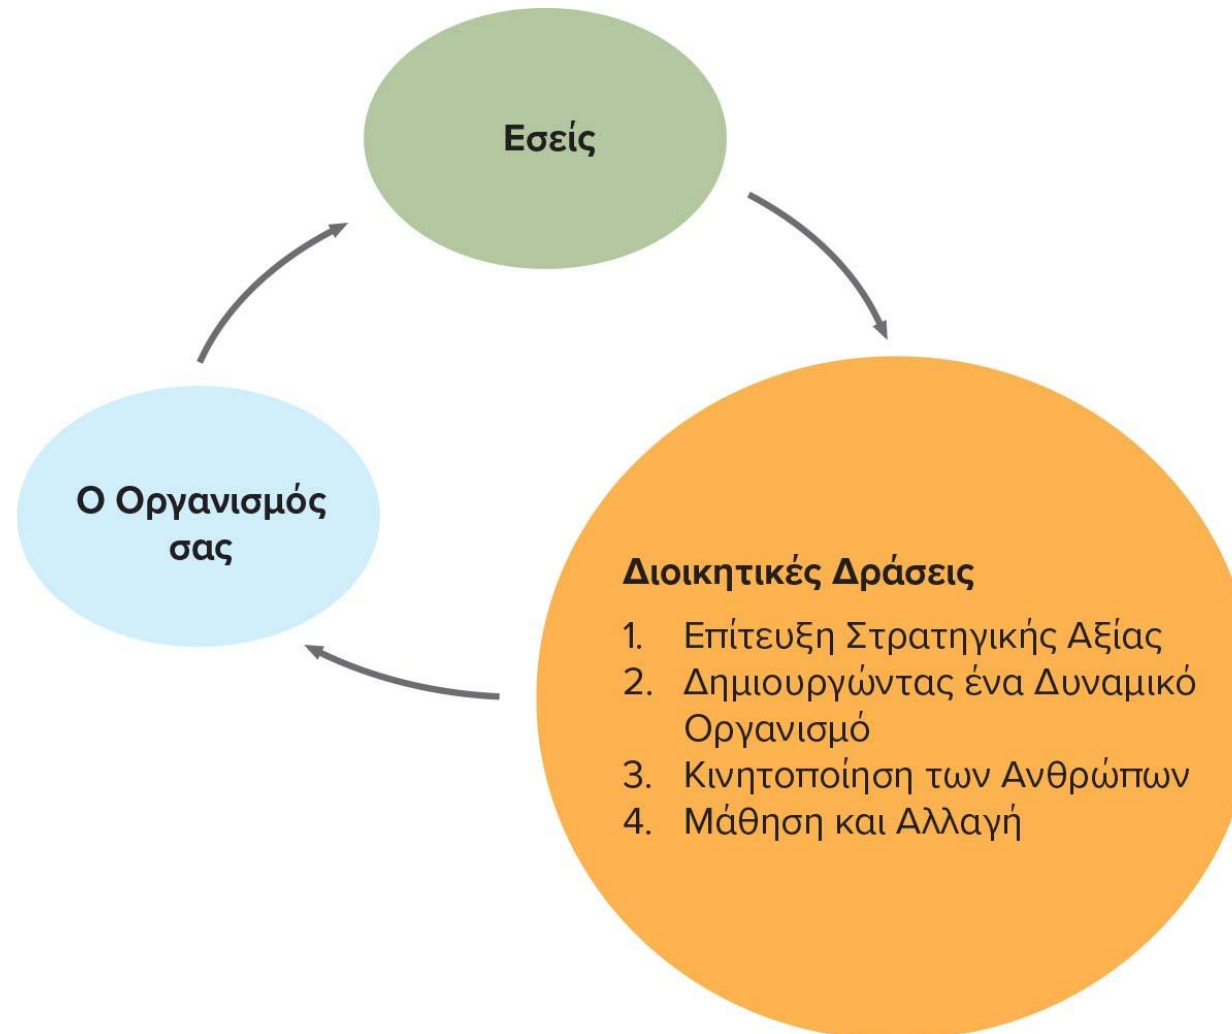 Εσείς
Ο Οργανισμός
σας
Διοικητικές Δράσεις
1. Επίτευξη Στρατηγικής Αξίας
2. Δημιουργώντας ένα Δυναμικό
Οργανισμό
3. Κινητοποίηση των Ανθρώπων
4. Μάθηση και Αλλαγή